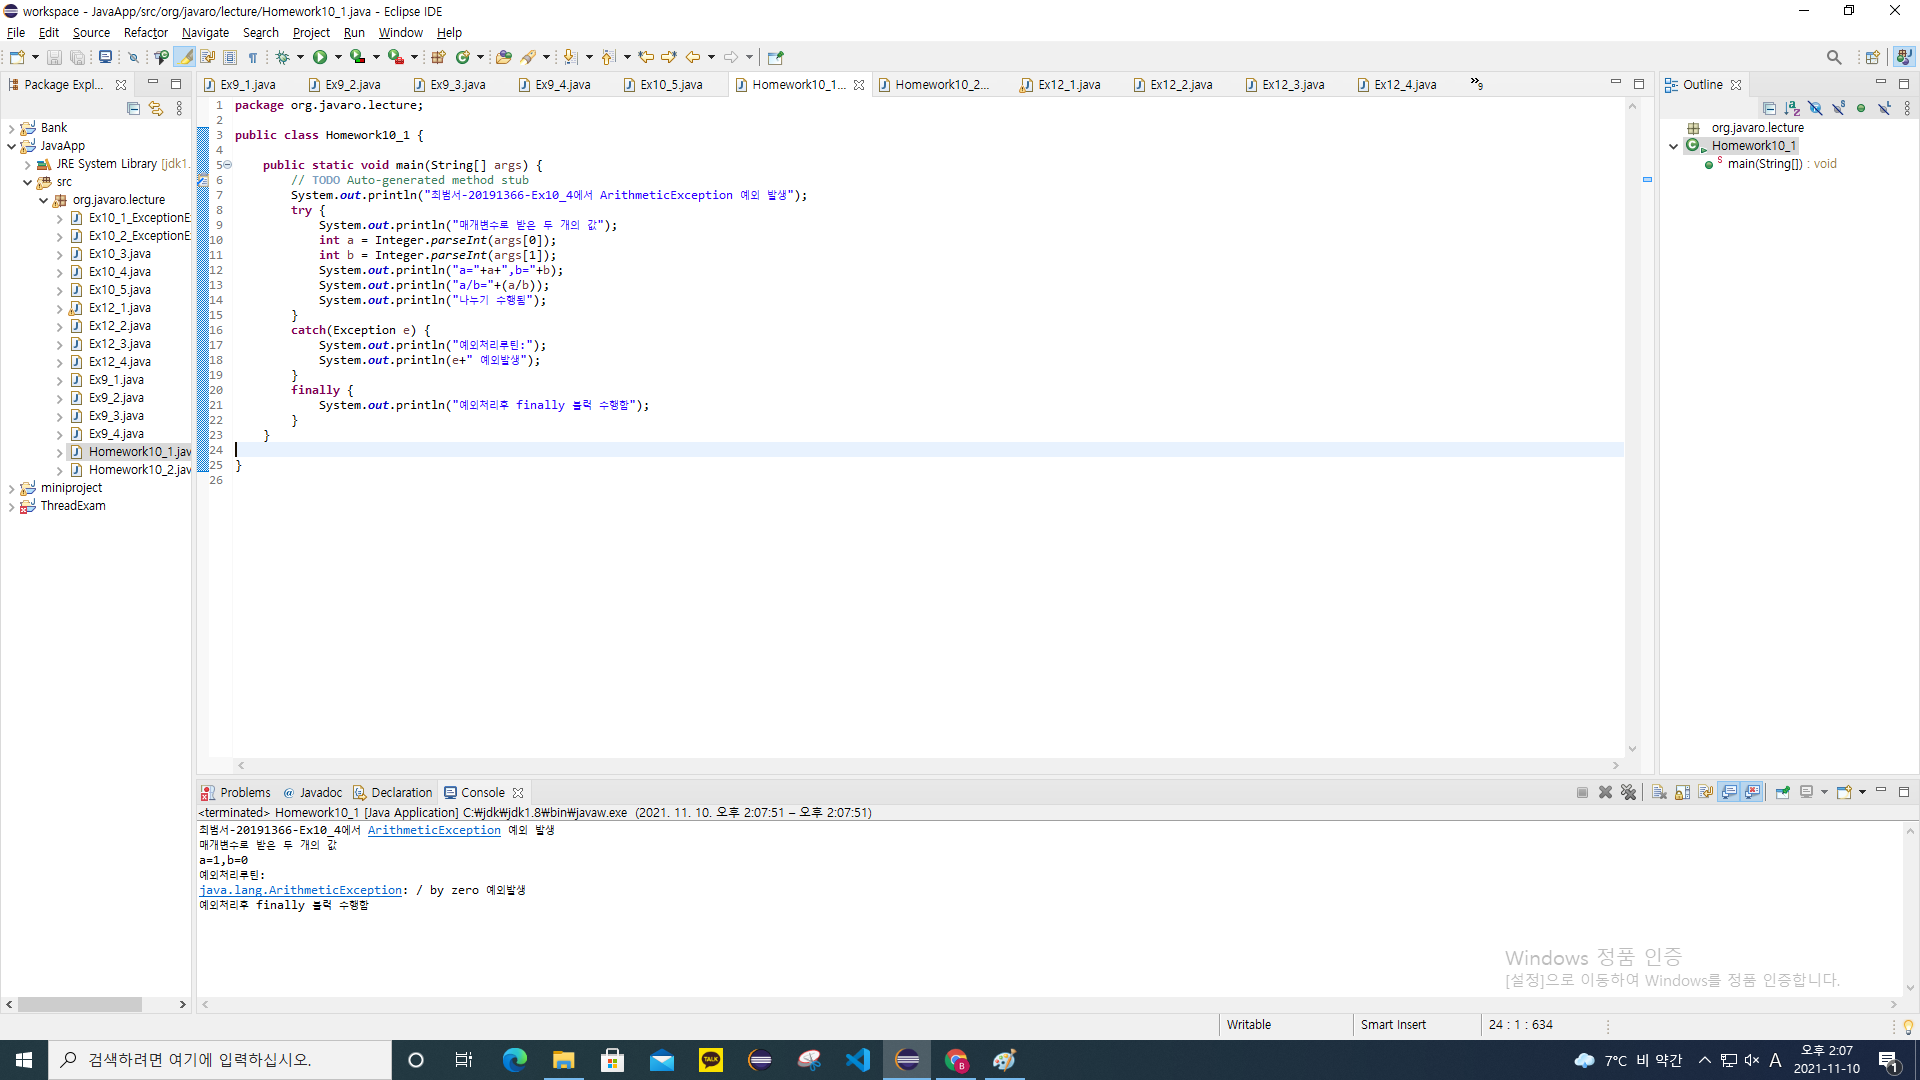 workspace - JavaApp/src/org/javaro/lecture/Homework10_1.java - Eclipse IDE
File Edit Source Refactor Navigate Search Project Run Window Help
Package Expl...
Ex9_1.java Ex9_2.java Ex9_3.java Ex9_4.java Ex10_5.java Homework10_1... Homework10_2... Ex12_1.java Ex12_2.java Ex12_3.java Ex12_4.java »9
Outline
Bank
JavaApp
JRE System Library [jdk1.
src
org.javaro.lecture
Ex10_1_ExceptionE
Ex10_2_ExceptionE
Ex10_3.java
Ex10_4.java
Ex10_5.java
Ex12_1.java
Ex12_2.java
Ex12_3.java
Ex12_4.java
Ex9_1.java
Ex9_2.java
Ex9_3.java
Ex9_4.java
Homework10_1.jav
Homework10_2.jav
miniproject
ThreadExam
1 package org.javaro.lecture;
2
3 public class Homework10_1 {
4
5 public static void main(String[] args) {
6 // TODO Auto-generated method stub
7 System.out.println("최범서-20191366-Ex10_4에서 ArithmeticException 예외 발생");
8 try {
9 System.out.println("매개변수로 받은 두 개의 값");
10 int a = Integer.parseInt(args[0]);
11 int b = Integer.parseInt(args[1]);
12 System.out.println("a="+a+",b="+b);
13 System.out.println("a/b="+(a/b));
14 System.out.println("나누기 수행됨");
15 }
16 catch(Exception e) {
17 System.out.println("예외처리루틴:");
18 System.out.println(e+" 예외발생");
19 }
20 finally {
21 System.out.println("예외처리후 finally 블럭 수행함");
22 }
23 }
24
25 }
26
org.javaro.lecture
Homework10_1
main(String[]) : void
Problems Javadoc Declaration Console
<terminated> Homework10_1 [Java Application] C:₩jdk₩jdk1.8₩bin₩javaw.exe (2021. 11. 10. 오후 2:07:51 – 오후 2:07:51)
최범서-20191366-Ex10_4에서 ArithmeticException 예외 발생
매개변수로 받은 두 개의 값
a=1,b=0
예외처리루틴:
java.lang.ArithmeticException: / by zero 예외발생
예외처리후 finally 블럭 수행함
Windows 정품 인증
[설정]으로 이동하여 Windows를 정품 인증합니다.
Writable Smart Insert 24 : 1 : 634
검색하려면 여기에 입력하십시오.
TALK
B
7°C 비 약간
A
오후 2:07
2021-11-10
1